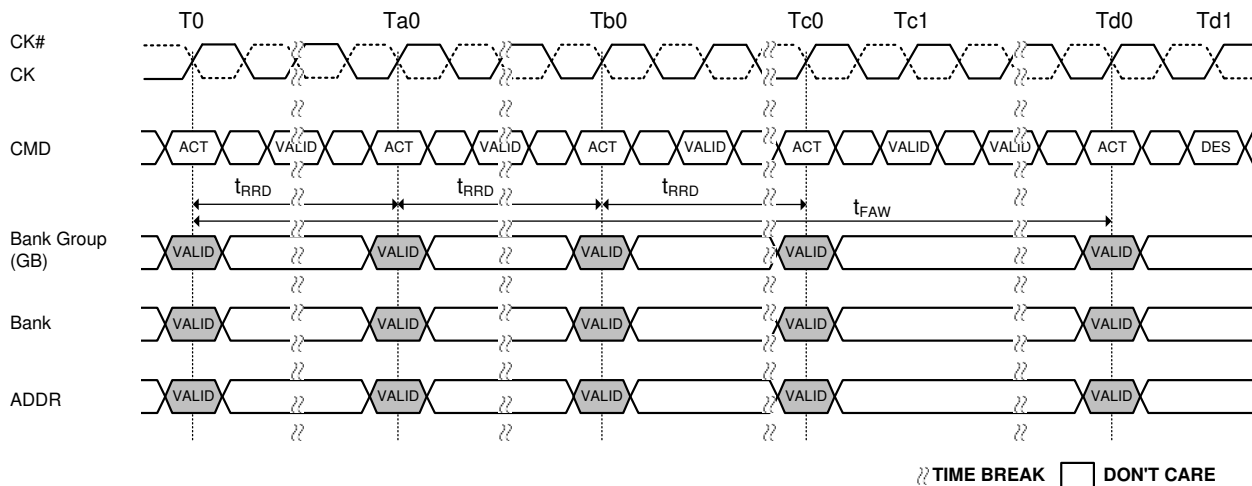 T0 Ta0 Tb0 Tc0 Tc1 Td0 Td1
CK#
CK
CMD ACT VALID ACT VALID ACT VALID ACT VALID VALID ACT DES
tRRD tRRD tRRD
tFAW
Bank Group
(GB)
VALID VALID VALID VALID VALID
Bank VALID VALID VALID VALID VALID
ADDR VALID VALID VALID VALID VALID
TIME BREAK DON'T CARE